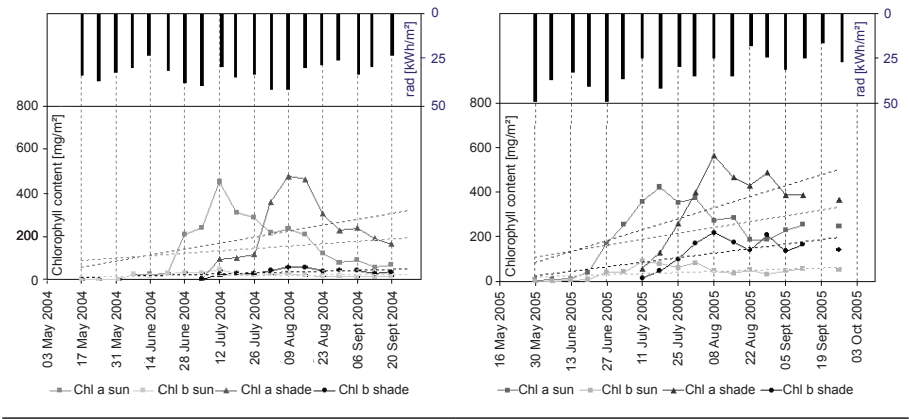 0
25
50
rad [kWh/m²]
800
600
400
200
0
Chlorophyll content [mg/m²]
03 May 2004
17 May 2004
31 May 2004
14 June 2004
28 June 2004
12 July 2004
26 July 2004
09 Aug 2004
23 Aug 2004
06 Sept 2004
20 Sept 2004
Chl a sun Chl b sun Chl a shade Chl b shade
0
25
50
rad [kWh/m²]
800
600
400
200
0
Chlorophyll content [mg/m²]
16 May 2005
30 May 2005
13 June 2005
27 June 2005
11 July 2005
25 July 2005
08 Aug 2005
22 Aug 2005
05 Sept 2005
19 Sept 2005
03 Oct 2005
Chl a sun Chl b sun Chl a shade Chl b shade